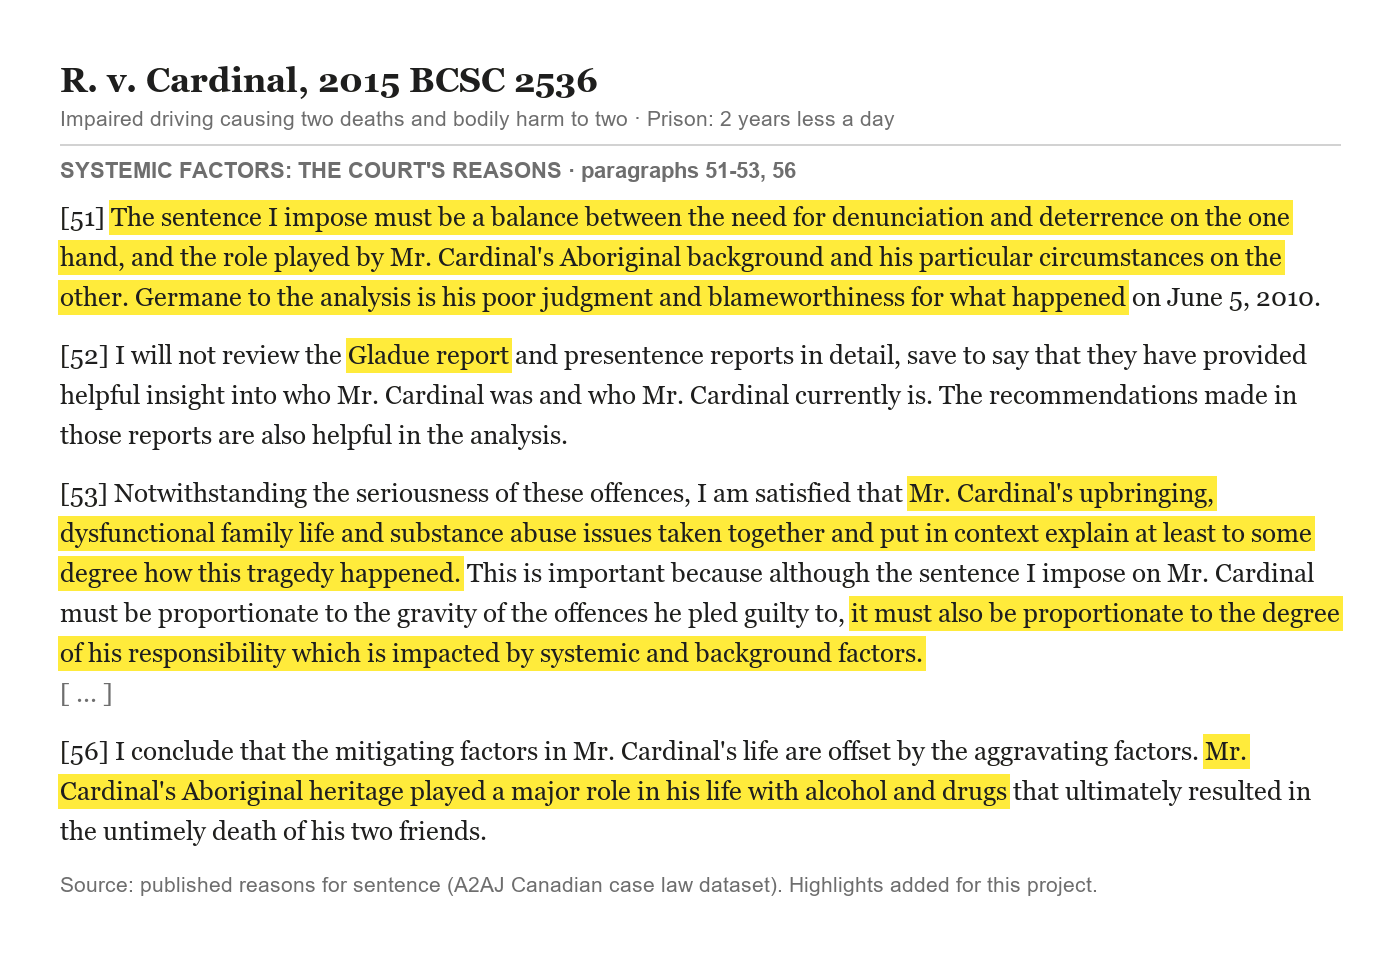 R. v. Cardinal, 2015 BCSC 2536
Impaired driving causing two deaths and bodily harm to two · Prison: 2 years less a day
SYSTEMIC FACTORS: THE COURT'S REASONS · paragraphs 51-53, 56
[51] The sentence I impose must be a balance between the need for denunciation and deterrence on the one
hand, and the role played by Mr. Cardinal's Aboriginal background and his particular circumstances on the
other. Germane to the analysis is his poor judgment and blameworthiness for what happened on June 5, 2010.
[52] I will not review the Gladue report and presentence reports in detail, save to say that they have provided
helpful insight into who Mr. Cardinal was and who Mr. Cardinal currently is. The recommendations made in
those reports are also helpful in the analysis.
[53] Notwithstanding the seriousness of these offences, I am satisfied that Mr. Cardinal's upbringing,
dysfunctional family life and substance abuse issues taken together and put in context explain at least to some
degree how this tragedy happened. This is important because although the sentence I impose on Mr. Cardinal
must be proportionate to the gravity of the offences he pled guilty to, it must also be proportionate to the degree
of his responsibility which is impacted by systemic and background factors.
[ ... ]
[56] I conclude that the mitigating factors in Mr. Cardinal's life are offset by the aggravating factors. Mr.
Cardinal's Aboriginal heritage played a major role in his life with alcohol and drugs that ultimately resulted in
the untimely death of his two friends.
Source: published reasons for sentence (A2AJ Canadian case law dataset). Highlights added for this project.